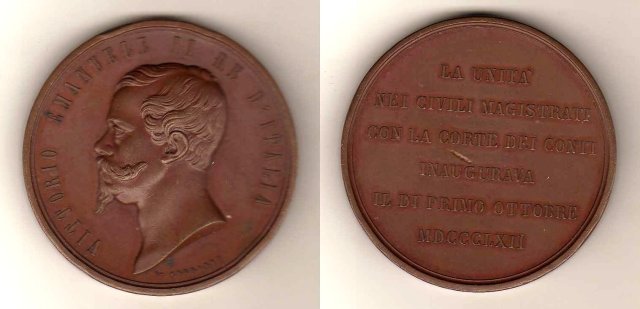 VITTORIO EMANUELE II RE D'ITALIA
LA UNITA'
NEI CIVILI MAGISTRATI
CON LA CORTE DEI CONTI
INAUGURAVA
IL DI PRIMO OTTOBRE
MDCCCLXII